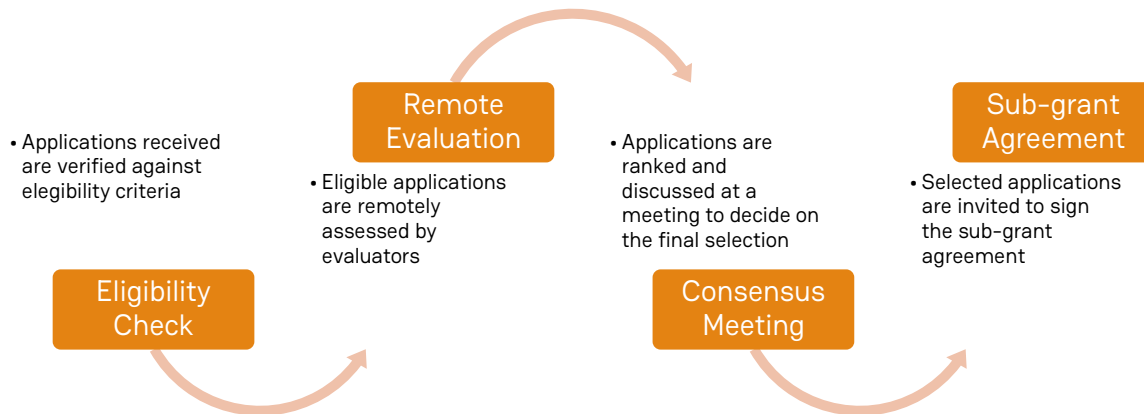 • Applications received
are verified against
elegibility criteria
Eligibility
Check
Remote
Evaluation
• Eligible applications
are remotely
assessed by
evaluators
• Applications are
ranked and
discussed at a
meeting to decide on
the final selection
Consensus
Meeting
Sub-grant
Agreement
• Selected applications
are invited to sign
the sub-grant
agreement